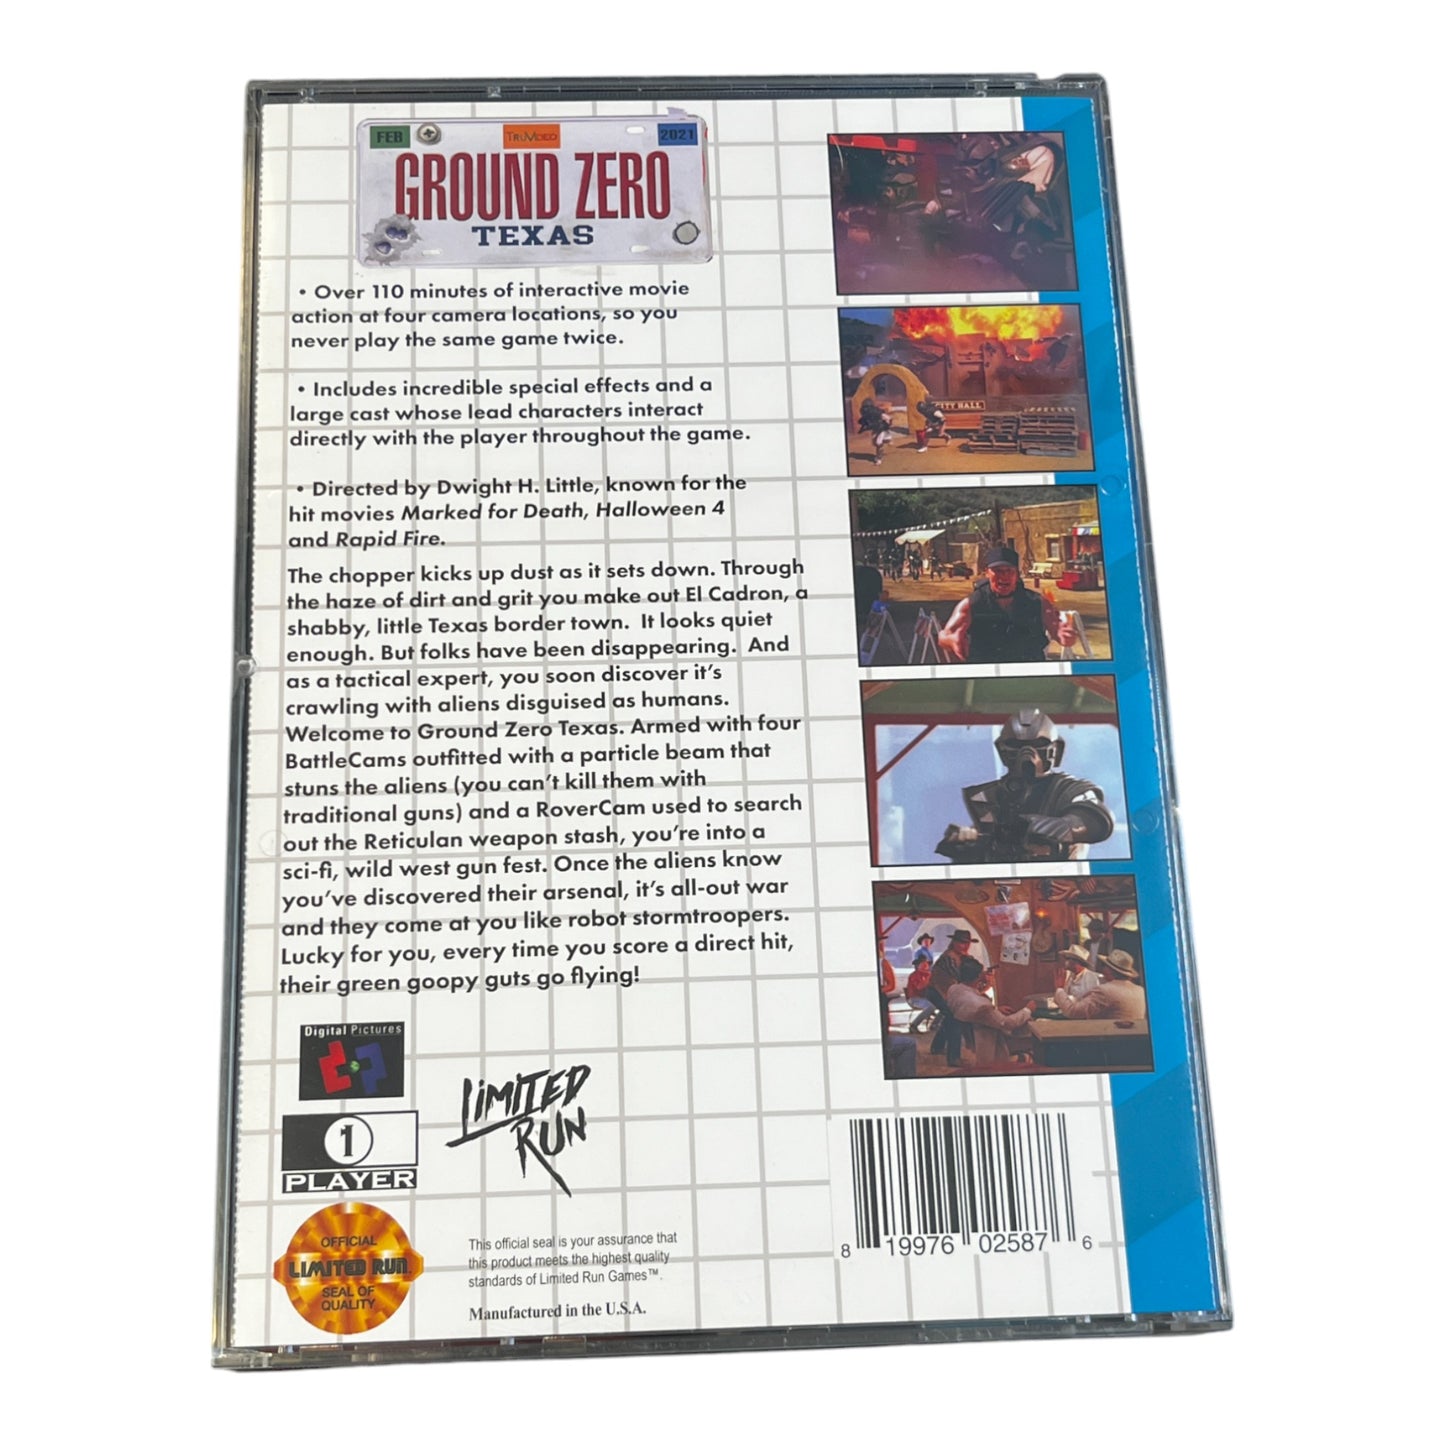 FEB TRUVIDEO 2021
GROUND ZERO
TEXAS
• Over 110 minutes of interactive movie
action at four camera locations, so you
never play the same game twice.
• Includes incredible special effects and a
large cast whose lead characters interact
directly with the player throughout the game.
• Directed by Dwight H. Little, known for the
hit movies Marked for Death, Halloween 4
and Rapid Fire.
The chopper kicks up dust as it sets down. Through
the haze of dirt and grit you make out El Cadron, a
shabby, little Texas border town. It looks quiet
enough. But folks have been disappearing. And
as a tactical expert, you soon discover it's
crawling with aliens disguised as humans.
Welcome to Ground Zero Texas. Armed with four
BattleCams outfitted with a particle beam that
stuns the aliens (you can't kill them with
traditional guns) and a RoverCam used to search
out the Reticulan weapon stash, you're into a
sci-fi, wild west gun fest. Once the aliens know
you've discovered their arsenal, it's all-out war
and they come at you like robot stormtroopers.
Lucky for you, every time you score a direct hit,
their green goopy guts go flying!
CITY HALL
Digital Pictures
1
PLAYER
LIMITED
RUN
OFFICIAL
LIMITED RUN
SEAL OF
QUALITY
This official seal is your assurance that
this product meets the highest quality
standards of Limited Run Games™.
Manufactured in the U.S.A.
8 19976 02587 6